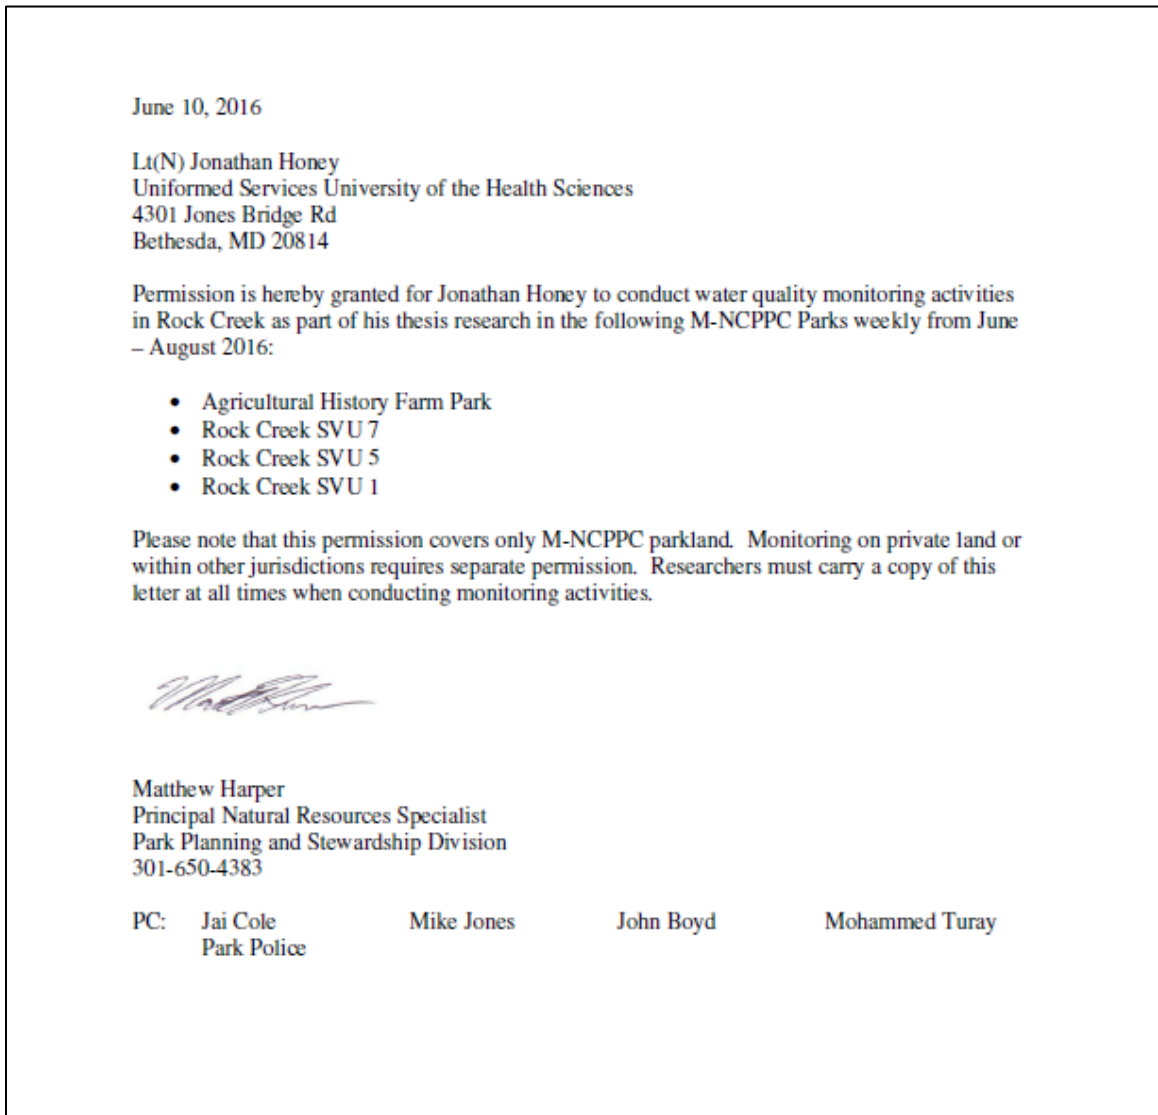 June 10, 2016
Lt(N) Jonathan Honey
Uniformed Services University of the Health Sciences
4301 Jones Bridge Rd
Bethesda, MD 20814
Permission is hereby granted for Jonathan Honey to conduct water quality monitoring activities
in Rock Creek as part of his thesis research in the following M-NCPPC Parks weekly from June
– August 2016:
• Agricultural History Farm Park
• Rock Creek SVU 7
• Rock Creek SVU 5
• Rock Creek SVU 1
Please note that this permission covers only M-NCPPC parkland. Monitoring on private land or
within other jurisdictions requires separate permission. Researchers must carry a copy of this
letter at all times when conducting monitoring activities.
Matthew Harper
Principal Natural Resources Specialist
Park Planning and Stewardship Division
301-650-4383
PC: Jai Cole Mike Jones John Boyd Mohammed Turay
Park Police